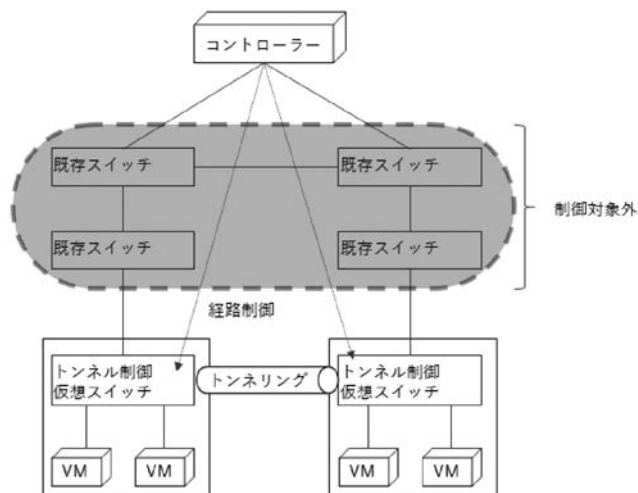 コントローラー
既存スイッチ
既存スイッチ
制御対象外
既存スイッチ
既存スイッチ
経路制御
トンネル制御
仮想スイッチ
トンネリング
トンネル制御
仮想スイッチ
VM
VM
VM
VM